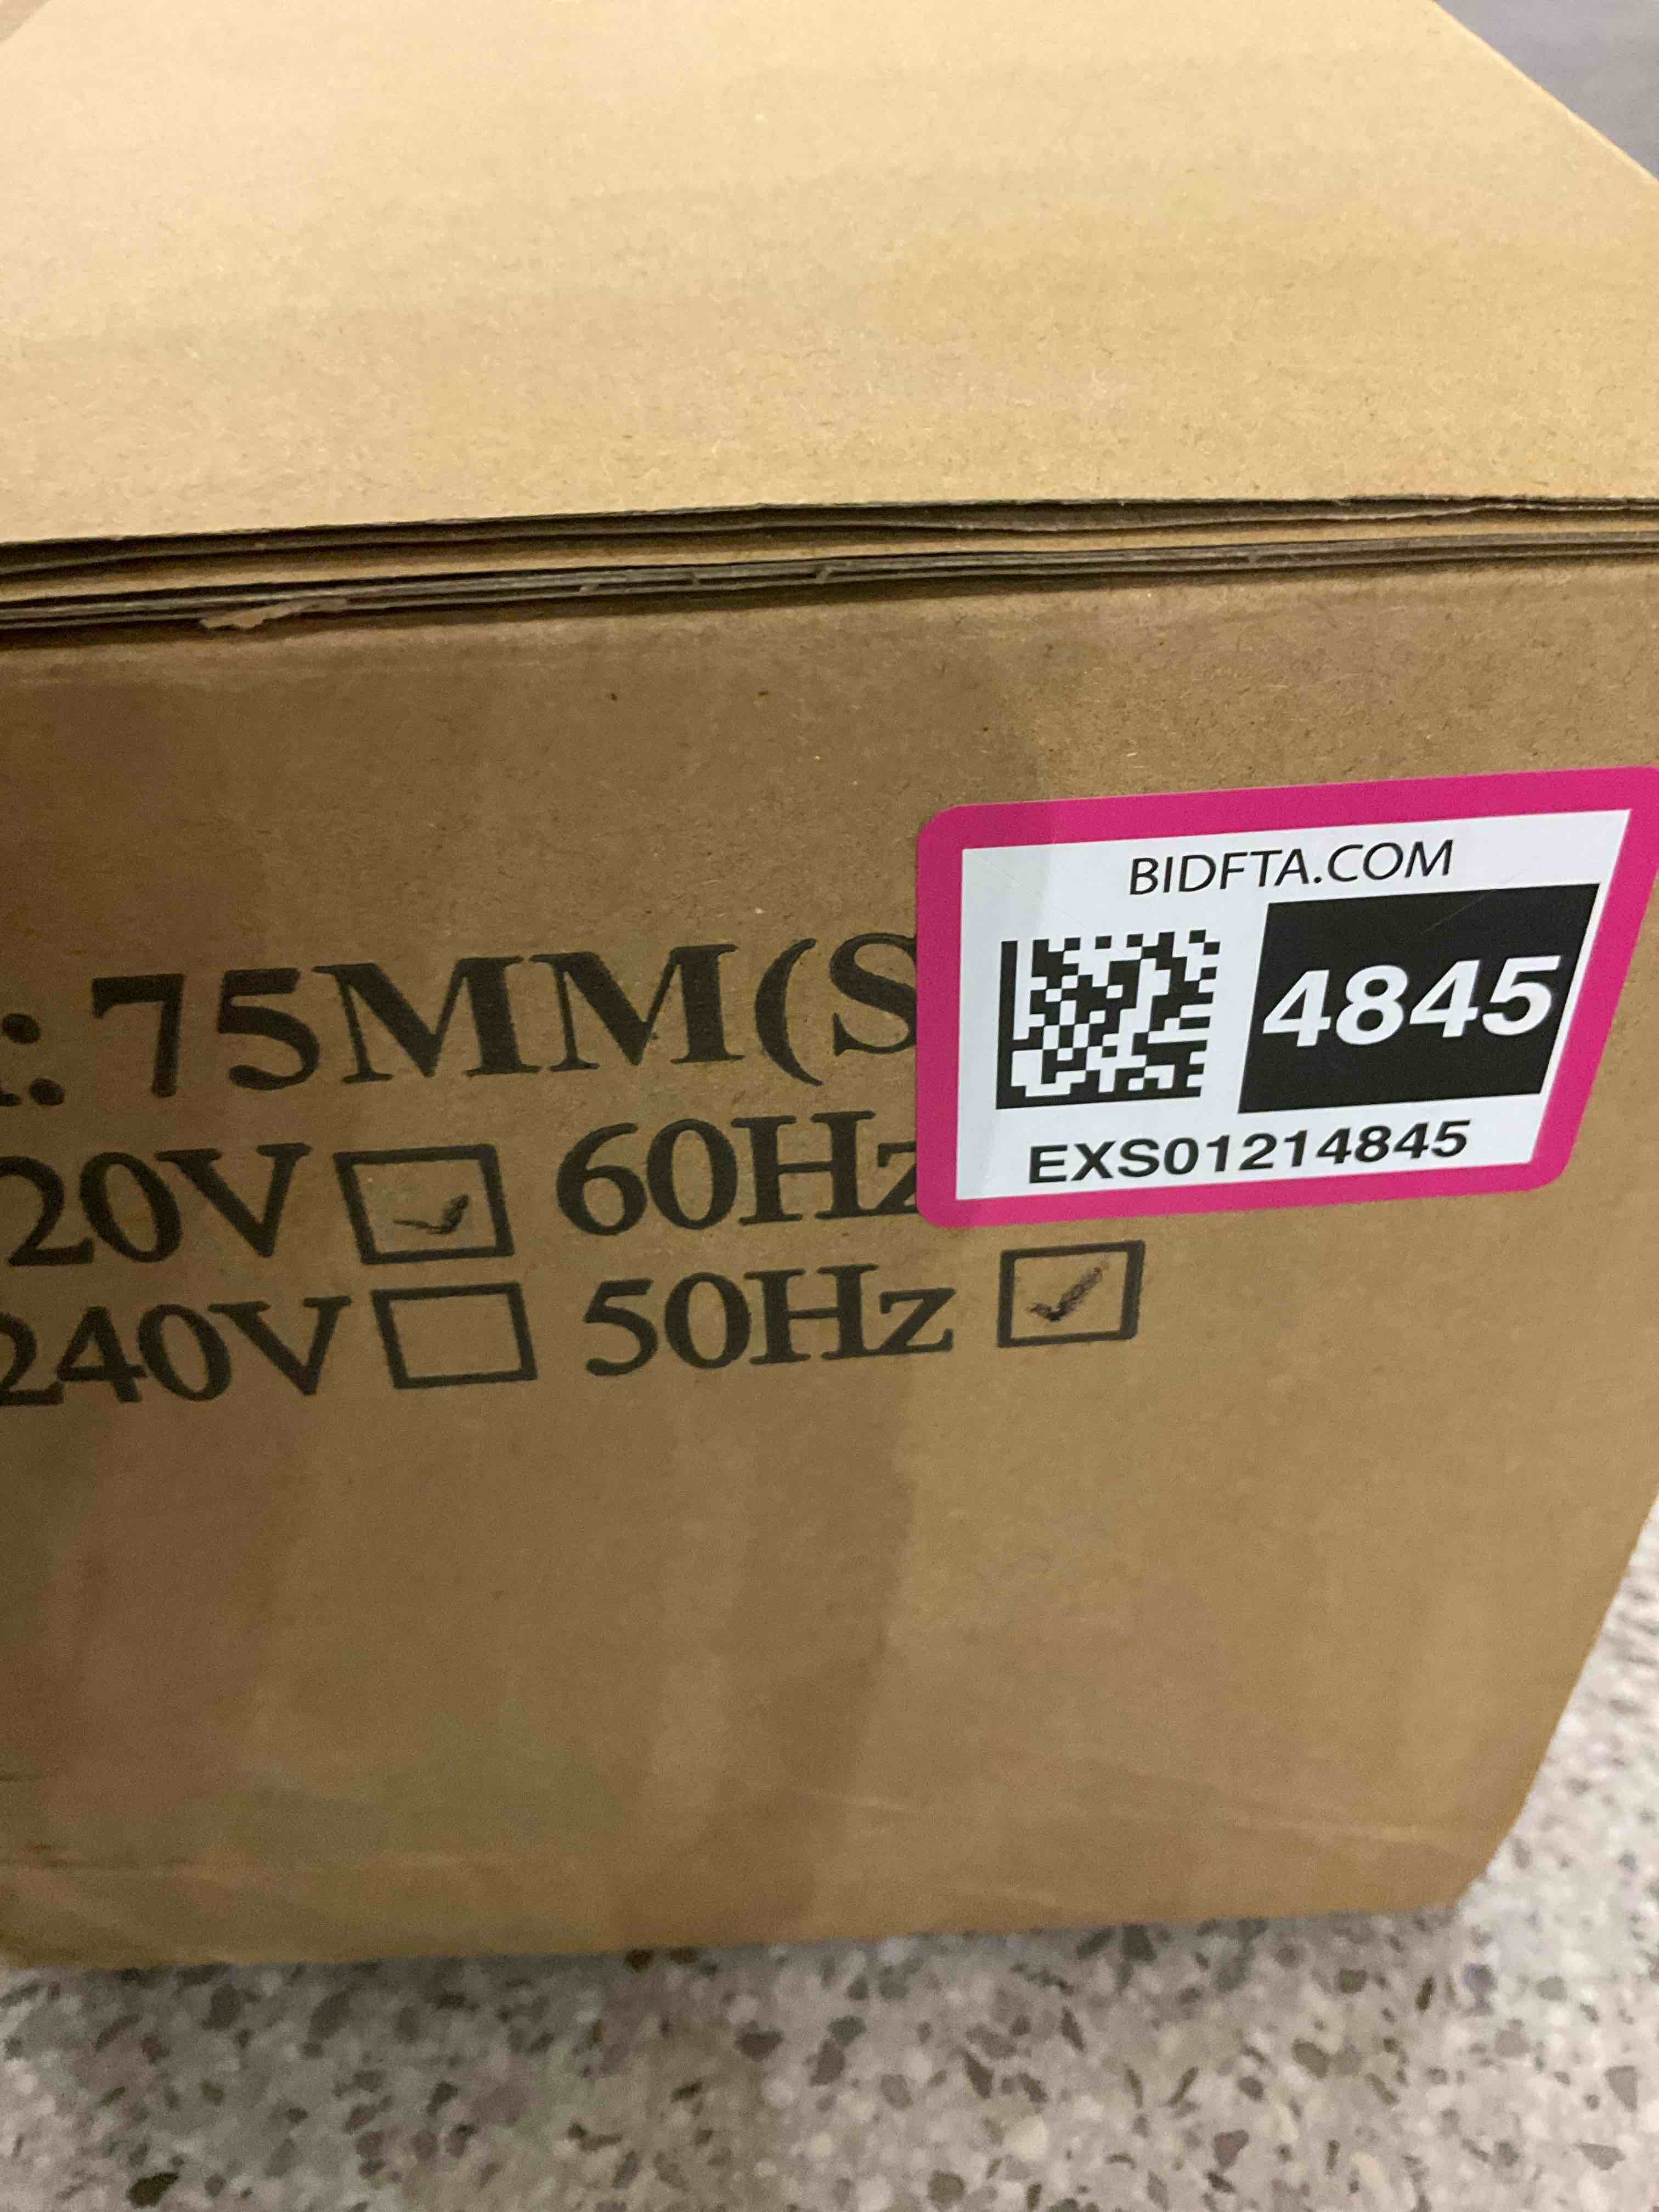 BIDFTA.COM
4845
EXS01214845
: 75MM(S
20V ☑ 60Hz
240V ☐ 50Hz ☑